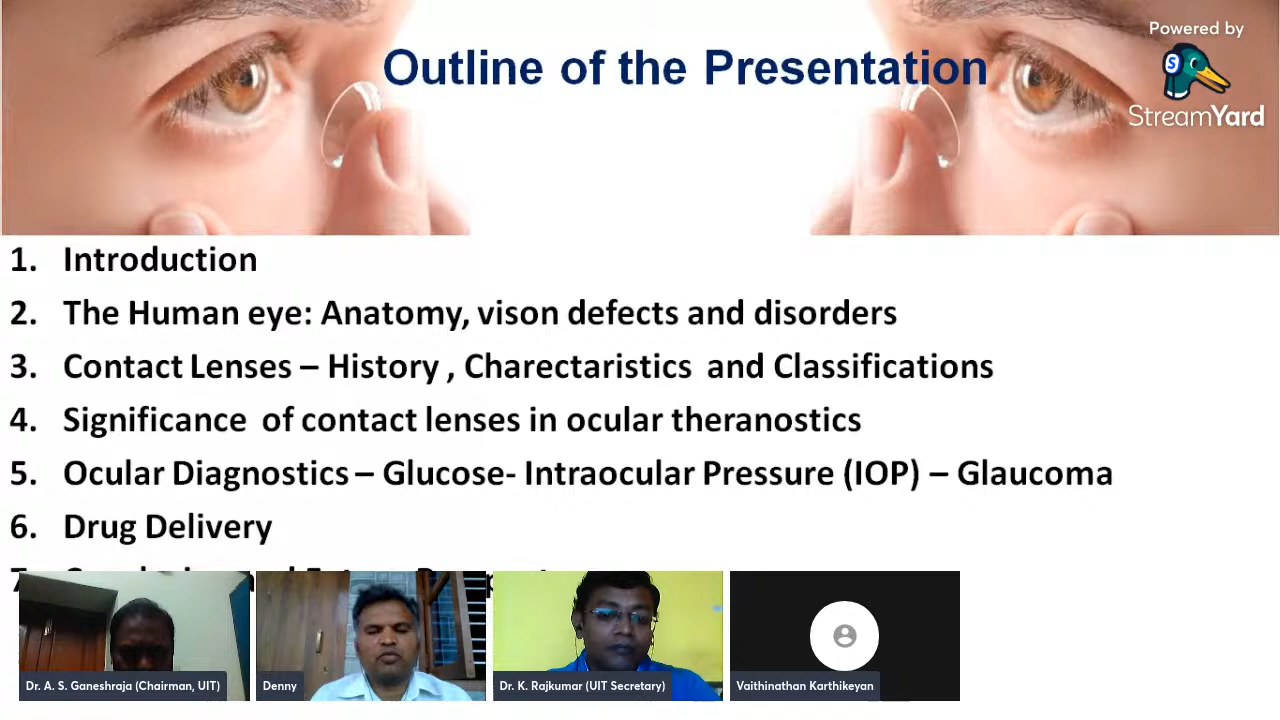 Outline of the Presentation
Powered by
StreamYard
1. Introduction
2. The Human eye: Anatomy, vison defects and disorders
3. Contact Lenses – History , Charectaristics and Classifications
4. Significance of contact lenses in ocular theranostics
5. Ocular Diagnostics – Glucose- Intraocular Pressure (IOP) – Glaucoma
6. Drug Delivery
7.
Dr. A. S. Ganeshraja (Chairman, UIT)
Denny
Dr. K. Rajkumar (UIT Secretary)
Vaithinathan Karthikeyan